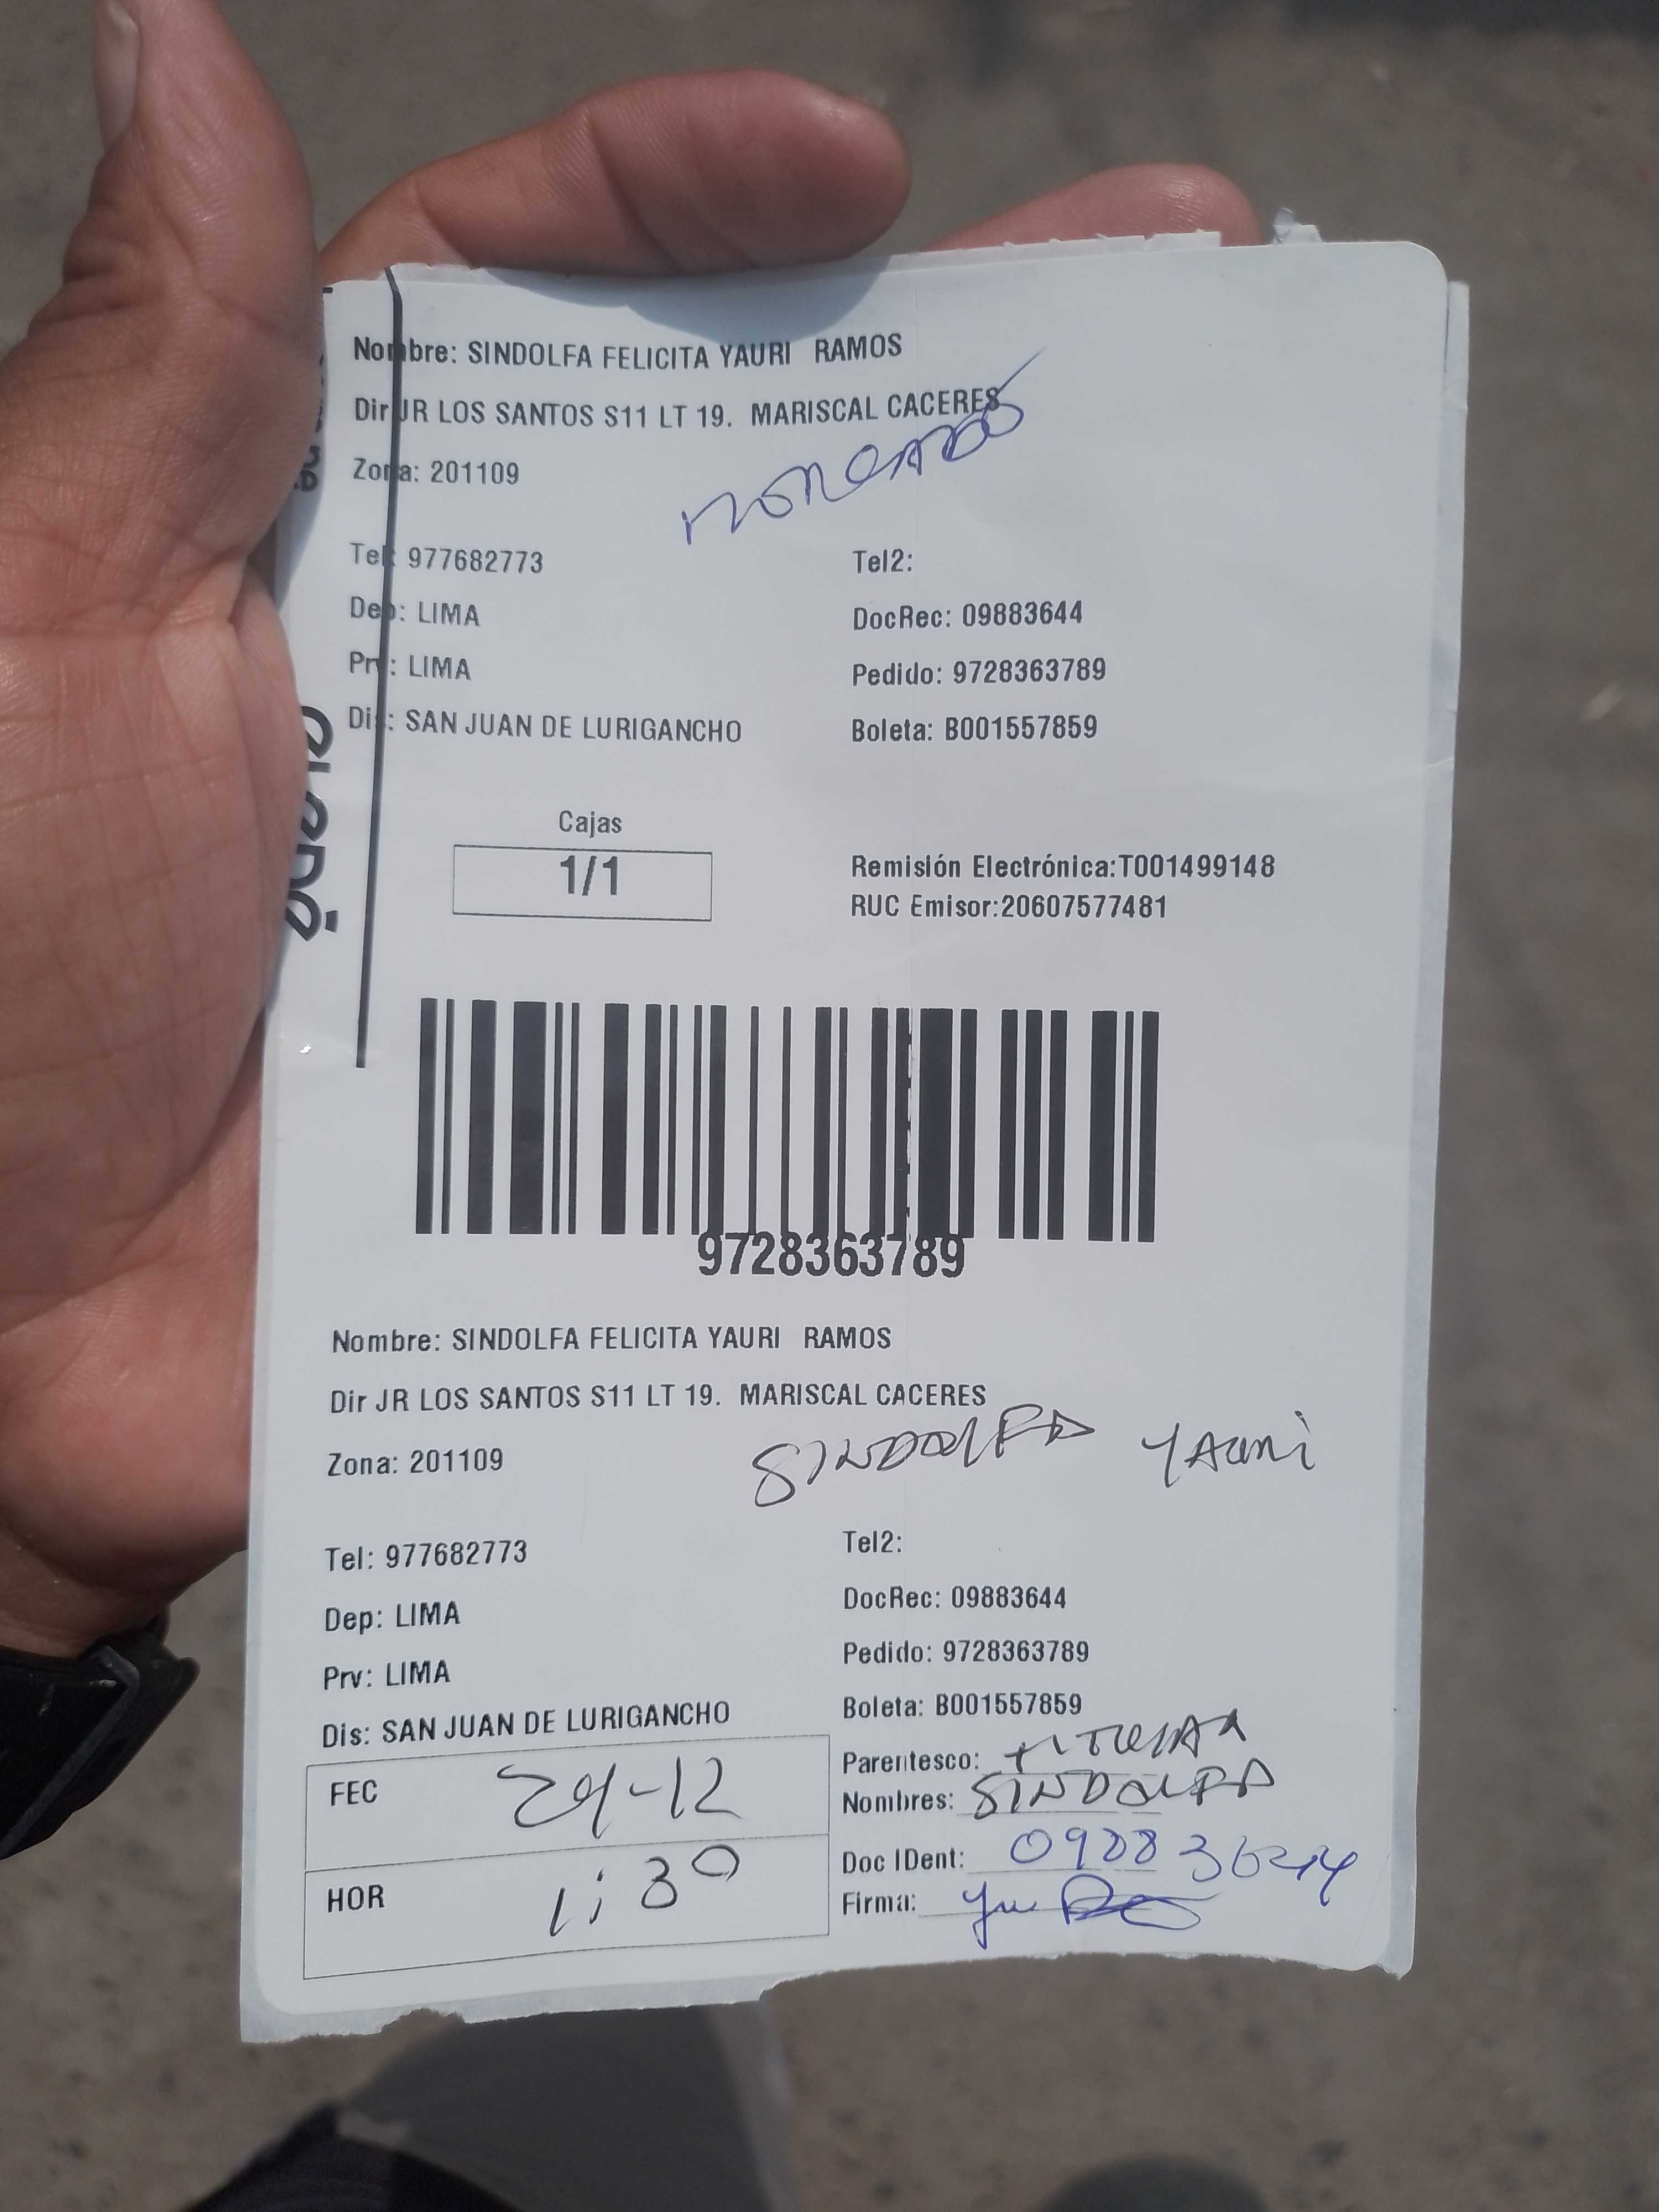 Nombre: SINDOLFA FELICITA YAURI RAMOS
Dir JR LOS SANTOS S11 LT 19. MARISCAL CACERES
Zona: 201109
MORCADOS
Tel: 977682773 Tel2:
Dep: LIMA DocRec: 09883644
Prv: LIMA Pedido: 9728363789
Dis: SAN JUAN DE LURIGANCHO Boleta: B001557859
Cajas
1/1
Remisión Electrónica:T001499148
RUC Emisor:20607577481
9728363789
Nombre: SINDOLFA FELICITA YAURI RAMOS
Dir JR LOS SANTOS S11 LT 19. MARISCAL CACERES
SINDOLFA YAURI
Zona: 201109
Tel: 977682773 Tel2:
Dep: LIMA DocRec: 09883644
Prv: LIMA Pedido: 9728363789
Dis: SAN JUAN DE LURIGANCHO Boleta: B001557859
Parentesco: TITULAR
FEC 29-12 Nombres: SINDOLFA
Doc IDent: 09883644
HOR 1:30 Firma: